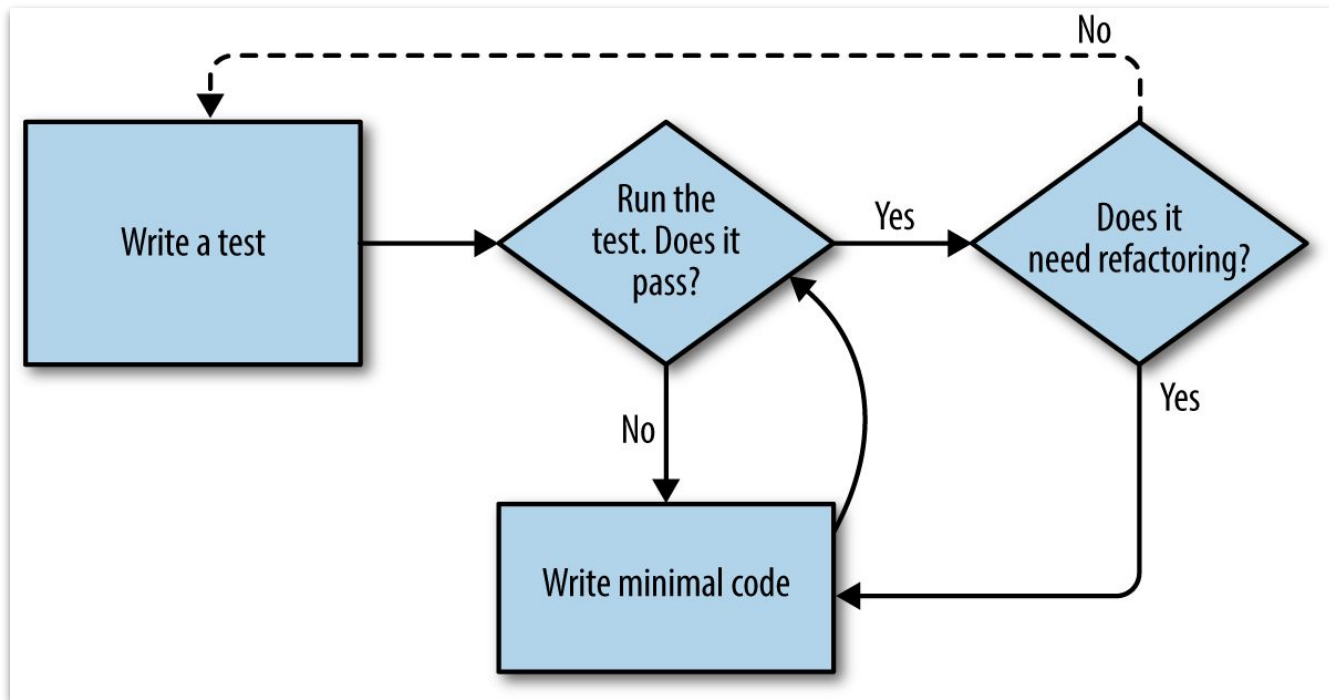 No
Write a test
Run the
test. Does it
pass?
Yes
Does it
need refactoring?
No
Yes
Write minimal code